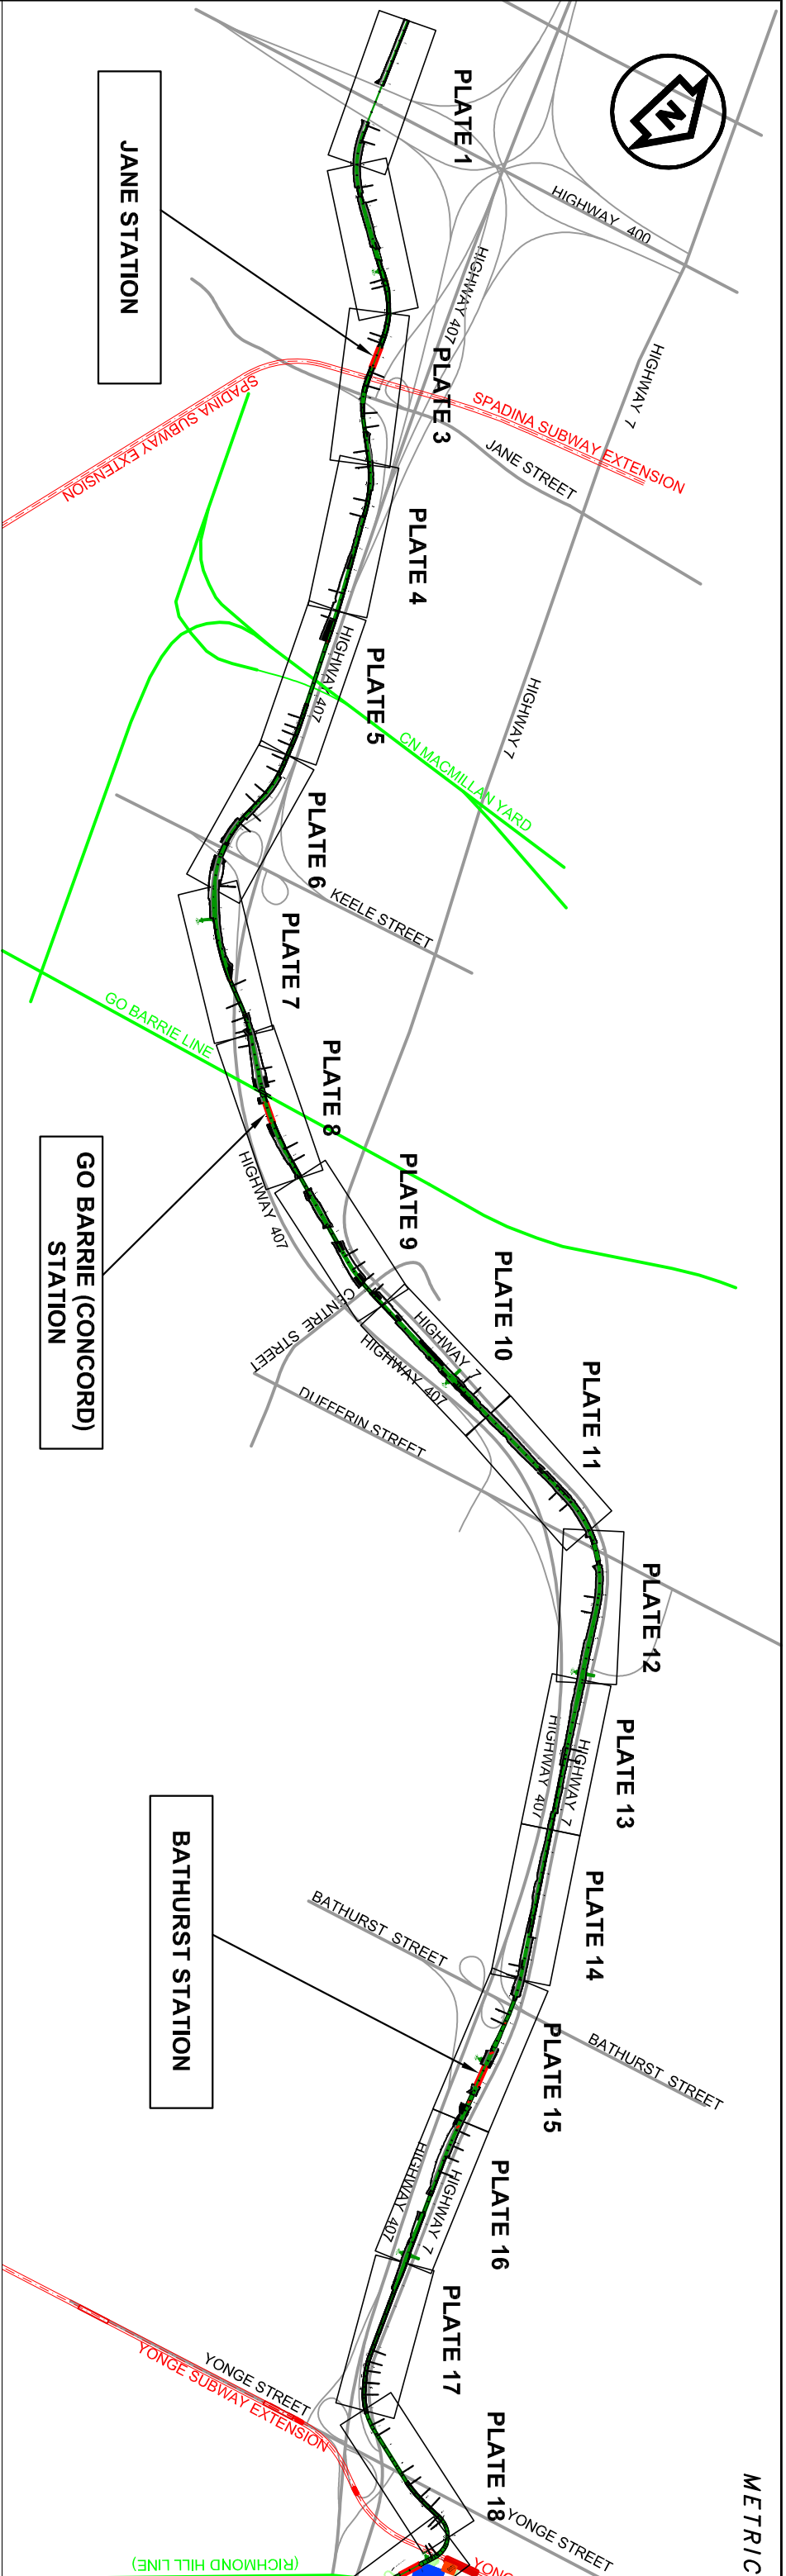 N
PLATE 1
HIGHWAY 400
HIGHWAY 407
HIGHWAY 7
JANE STATION
PLATE 3
SPADINA SUBWAY EXTENSION
SPADINA SUBWAY EXTENSION
JANE STREET
PLATE 4
HIGHWAY 407
PLATE 5
HIGHWAY 7
CN MACMILLAN YARD
PLATE 6
KEELE STREET
PLATE 7
GO BARRIE LINE
PLATE 8
GO BARRIE (CONCORD)
STATION
HIGHWAY 407
PLATE 9
CENTRE STREET
PLATE 10
HIGHWAY 7
HIGHWAY 407
DUFFERIN STREET
PLATE 11
PLATE 12
PLATE 13
HIGHWAY 7
HIGHWAY 407
PLATE 14
BATHURST STATION
BATHURST STREET
BATHURST STREET
PLATE 15
PLATE 16
HIGHWAY 7
HIGHWAY 407
PLATE 17
YONGE STREET
YONGE SUBWAY EXTENSION
PLATE 18
YONGE STREET
METRIC
(RICHMOND HILL LINE)